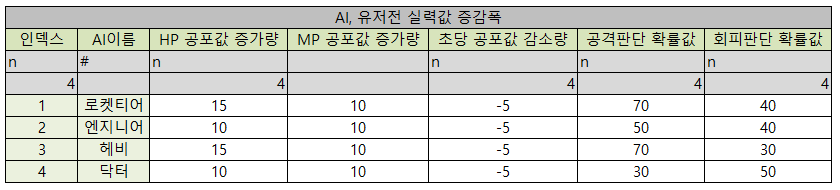 AI, 유저전 실력값 증감폭
인덱스 AI이름 HP 공포값 증가량 MP 공포값 증가량 초당 공포값 감소량 공격판단 확률값 회피판단 확률값
n # n n n n
4 4 4 4 4
1 로켓티어 15 10 -5 70 40
2 엔지니어 10 10 -5 50 40
3 헤비 15 10 -5 70 30
4 닥터 10 10 -5 30 50